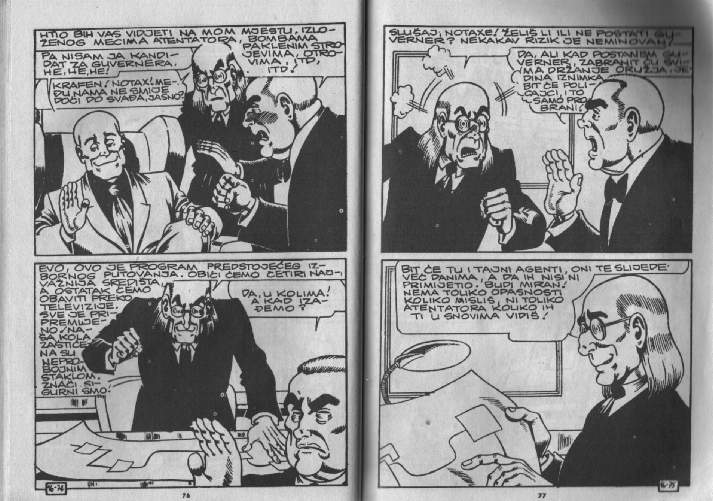 HTIO BIH VAS VIDJETI NA MOM MJESTU, IZLO-
ŽENOG MECIMA ATENTATORA, BOMBAMA
PAKLENIM STRO-
JEVIMA, OTRO-
VIMA, ITD,
ITD!
PA NISAM JA KANDI-
DAT ZA GUVERNERA,
HE, HE, HE!
KRAFEN! NOTAX! ME-
ĐU NAMA NE SMIJE
DOĆI DO SVAĐA, JASNO?
EVO, OVO JE PROGRAM PREDSTOJEĆEG IZ-
BORNOG PUTOVANJA. OBIĆI ĆEMO ČETIRI NAJ-
VAŽNIJA SREDIŠTA
A OSTATAK ĆEMO
OBAVITI PREKO
TELEVIZIJE
SVE JE PRI-
PREMLJE-
NO I NA-
ŠA KOLA
ZAŠTIĆE-
NA SU
NEPRO-
BOJNIM
STAKLOM.
ZNAČI, SI-
GURNI SMO!
DA, U KOLIMA!
A KAD IZA-
ĐEMO?
76
SLUŠAJ, NOTAXE! ŽELIŠ LI ILI NE POSTATI GU-
VERNER? NEKAKAV RIZIK JE NEMINOVAN!
DA, ALI KAD POSTANEM GU-
VERNER, ZABRANIT ĆU SVI-
MA DRŽANJE ORUŽJA. JE-
DINA IZNIMKA
BIT ĆE POLI-
CAJCI, I TO
SAMO PRO-
BRANI!
BIT ĆE TU I TAJNI AGENTI, ONI TE SLIJEDE
VEĆ DANIMA, A DA IH NISI NI
PRIMIJETIO. BUDI MIRAN!
NEMA TOLIKO OPASNOSTI
KOLIKO MISLIŠ, NI TOLIKO
ATENTATORA KOLIKO IH
TI U SNOVIMA VIDIŠ!
77